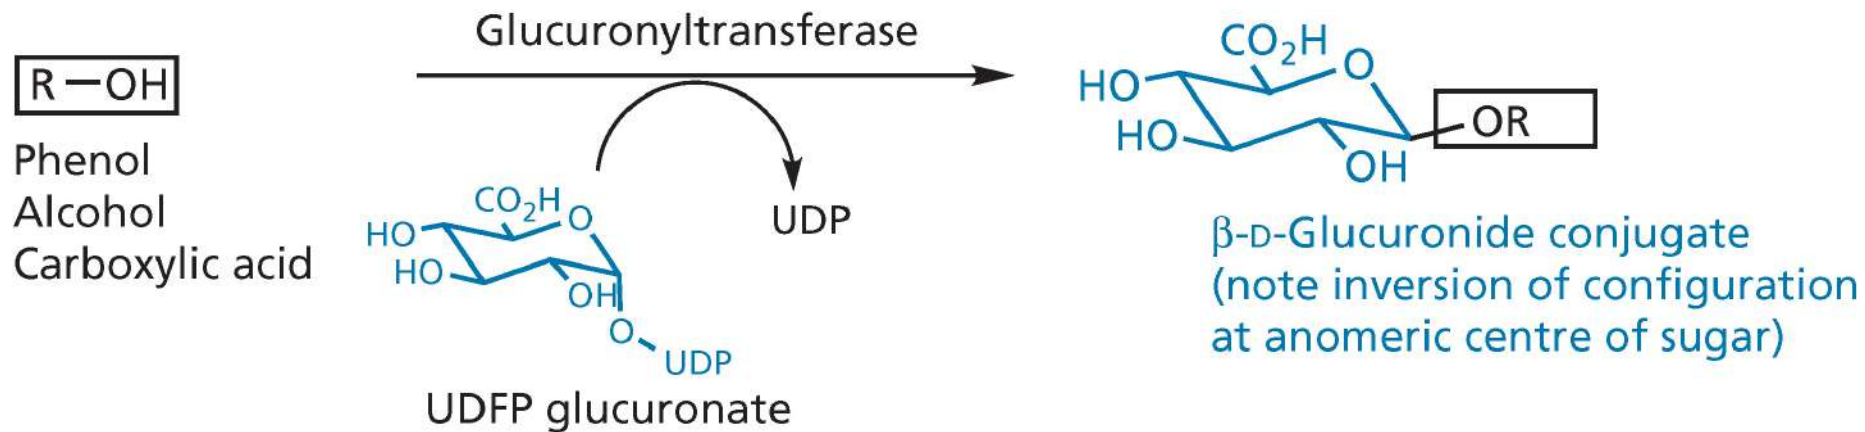 Glucuronyltransferase
R—OH
Phenol
Alcohol
Carboxylic acid
CO₂H
O
HO
HO
OH
O
UDP
UDFP glucuronate
UDP
CO₂H
O
HO
HO
OH
OR
β-D-Glucuronide conjugate
(note inversion of configuration
at anomeric centre of sugar)